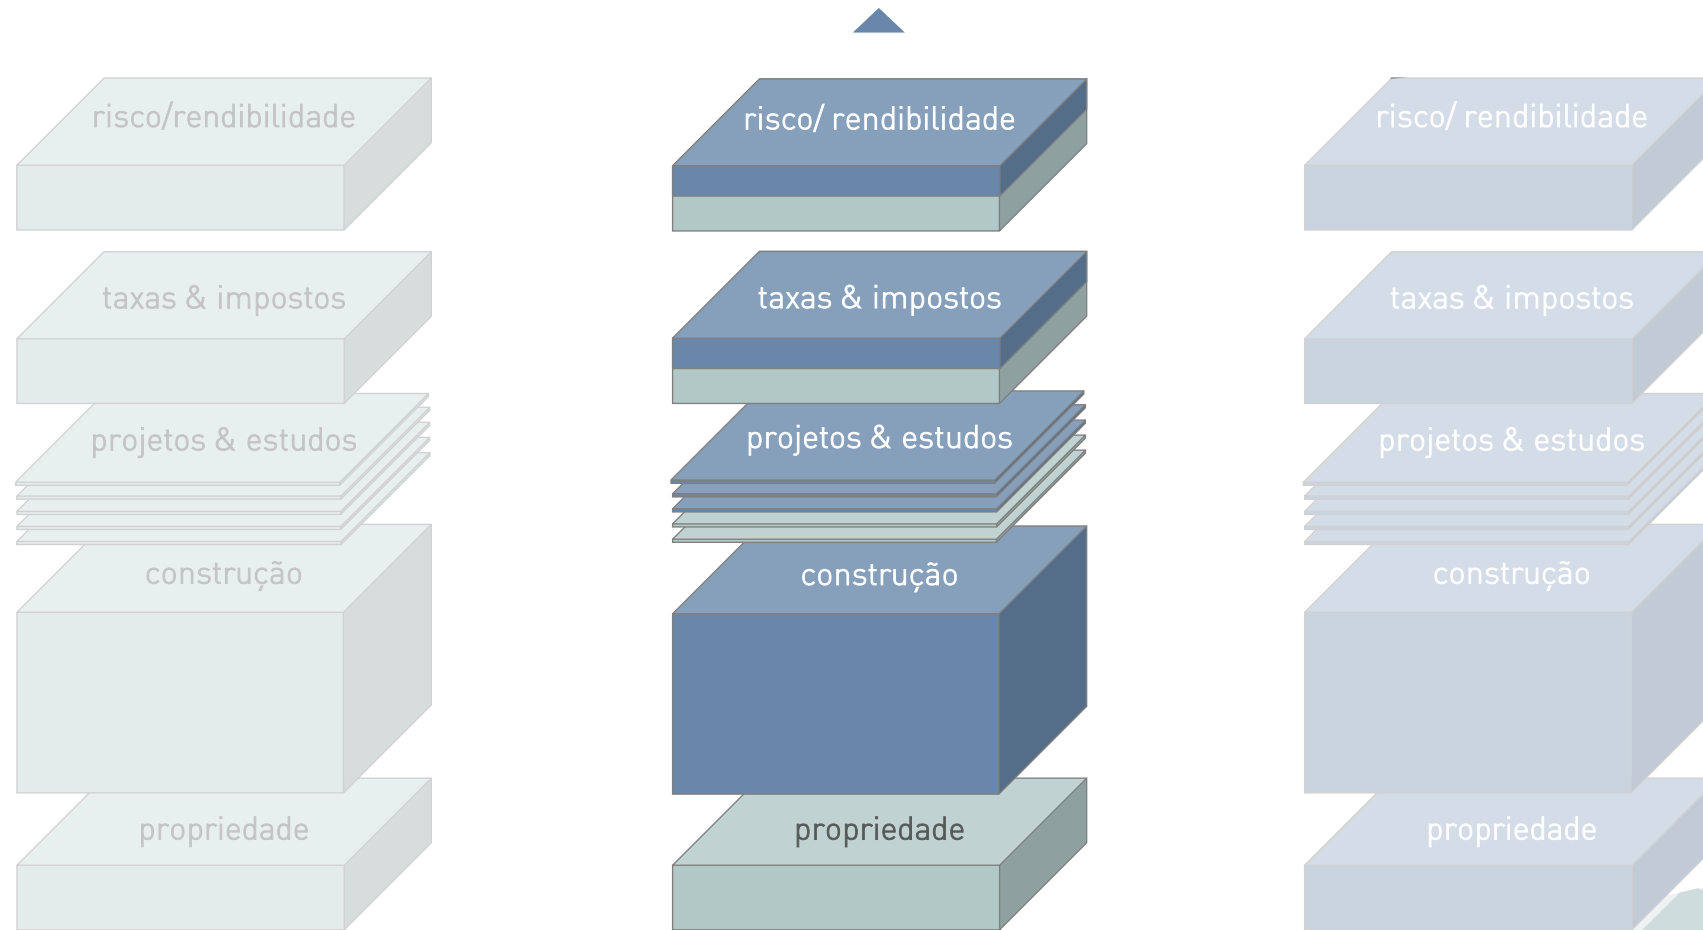 risco/rendibilidade
taxas & impostos
projetos & estudos
construção
propriedade
risco/ rendibilidade
taxas & impostos
projetos & estudos
construção
propriedade
risco/ rendibilidade
taxas & impostos
projetos & estudos
construção
propriedade